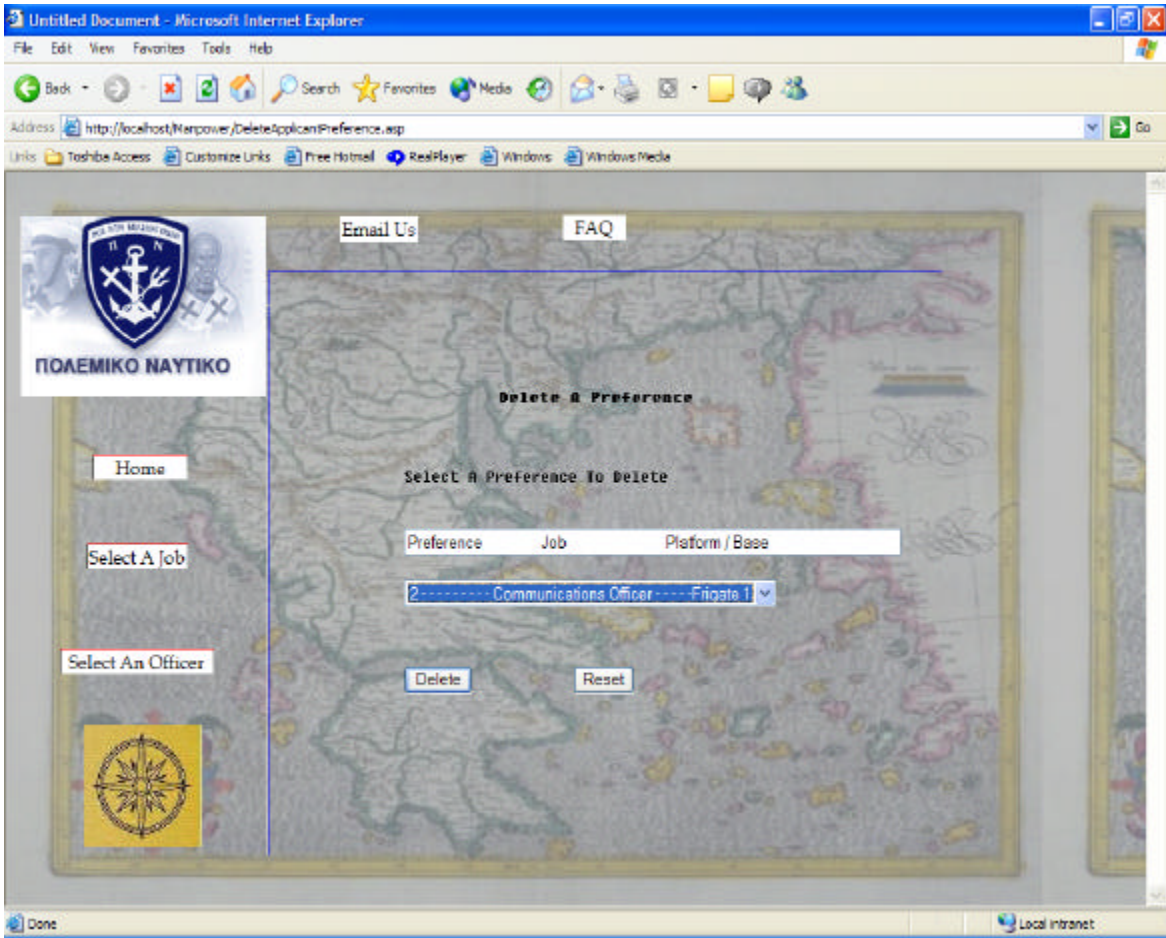 Untitled Document - Microsoft Internet Explorer
File Edit View Favorites Tools Help
Back Search Favorites Media
Address http://localhost/Manpower/DeleteApplicantPreference.asp Go
Links Toshiba Access Customize Links Free Hotmail RealPlayer Windows Windows Media
Email Us FAQ
Π Ν
ΠΟΛΕΜΙΚΟ ΝΑΥΤΙΚΟ
Delete A Preference
Home
Select A Preference To Delete
Preference Job Platform / Base
Select A Job
2---------Communications Officer-----Frigate 1
Select An Officer
Delete Reset
Done Local intranet